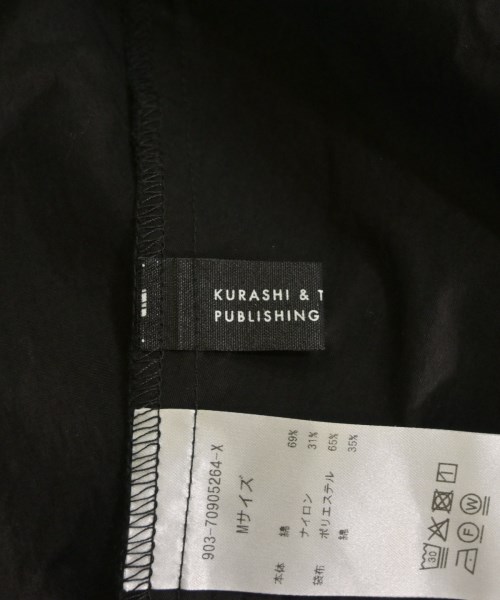 KURASHI & T
PUBLISHING
903-70905264-X
Mサイズ
本体 綿 69%
ナイロン 31%
袋布 ポリエステル 65%
綿 35%
30
F
W